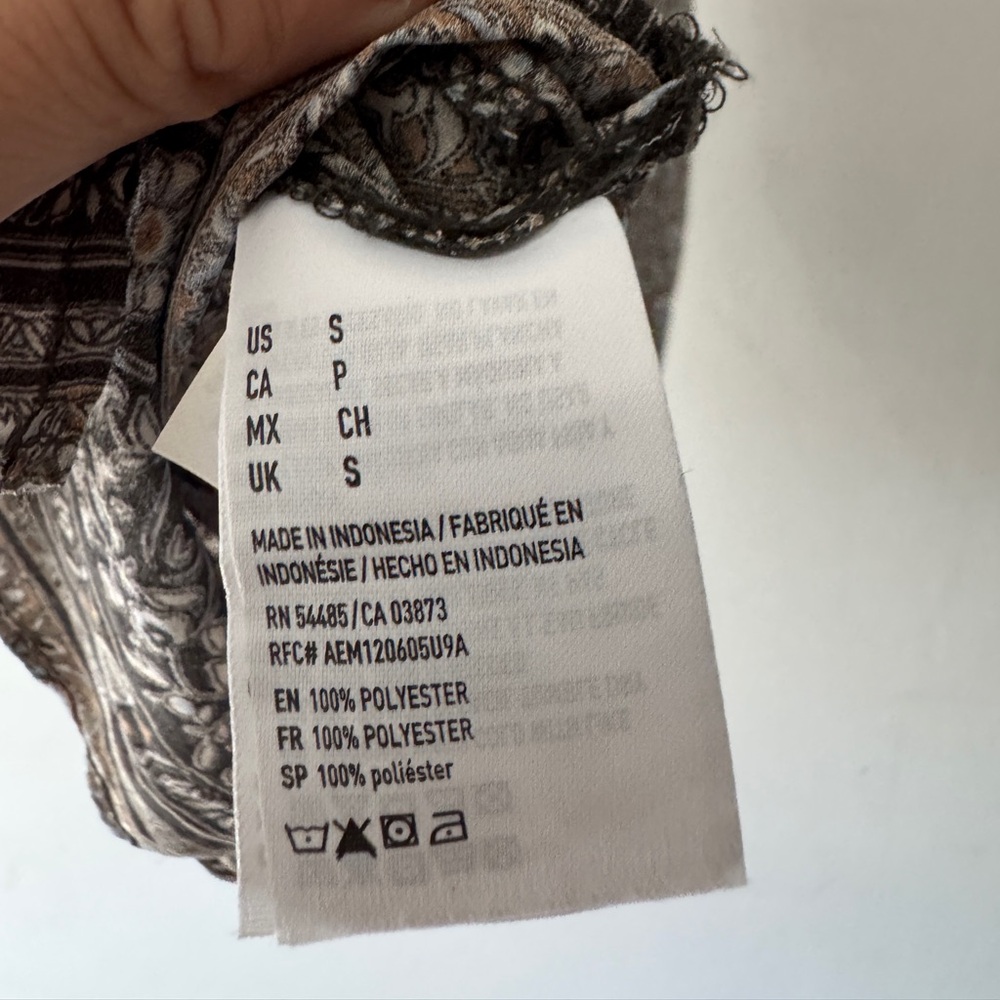 US S
CA P
MX CH
UK S
MADE IN INDONESIA / FABRIQUÉ EN
INDONÉSIE / HECHO EN INDONESIA
RN 54485 / CA 03873
RFC# AEM120605U9A
EN 100% POLYESTER
FR 100% POLYESTER
SP 100% poliéster